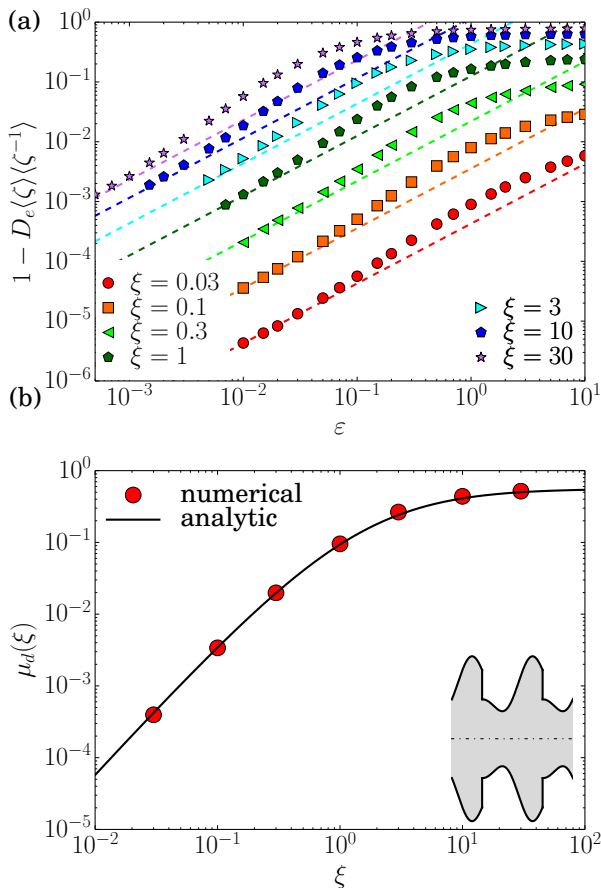 (a)
10^0
10^{-1}
10^{-2}
10^{-3}
10^{-4}
10^{-5}
10^{-6}
1 − D_e⟨ζ⟩⟨ζ^{-1}⟩
ξ = 0.03
ξ = 0.1
ξ = 0.3
ξ = 1
ξ = 3
ξ = 10
ξ = 30
10^{-3} 10^{-2} 10^{-1} 10^0 10^1
ε
(b)
10^0
10^{-1}
10^{-2}
10^{-3}
10^{-4}
10^{-5}
μ_d(ξ)
numerical
analytic
10^{-2} 10^{-1} 10^0 10^1 10^2
ξ